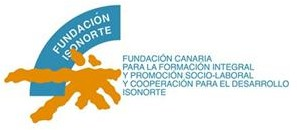 FUNDACIÓN
ISONORTE
FUNDACIÓN CANARIA
PARA LA FORMACIÓN INTEGRAL
Y PROMOCIÓN SOCIO-LABORAL
Y COOPERACIÓN PARA EL DESARROLLO
ISONORTE